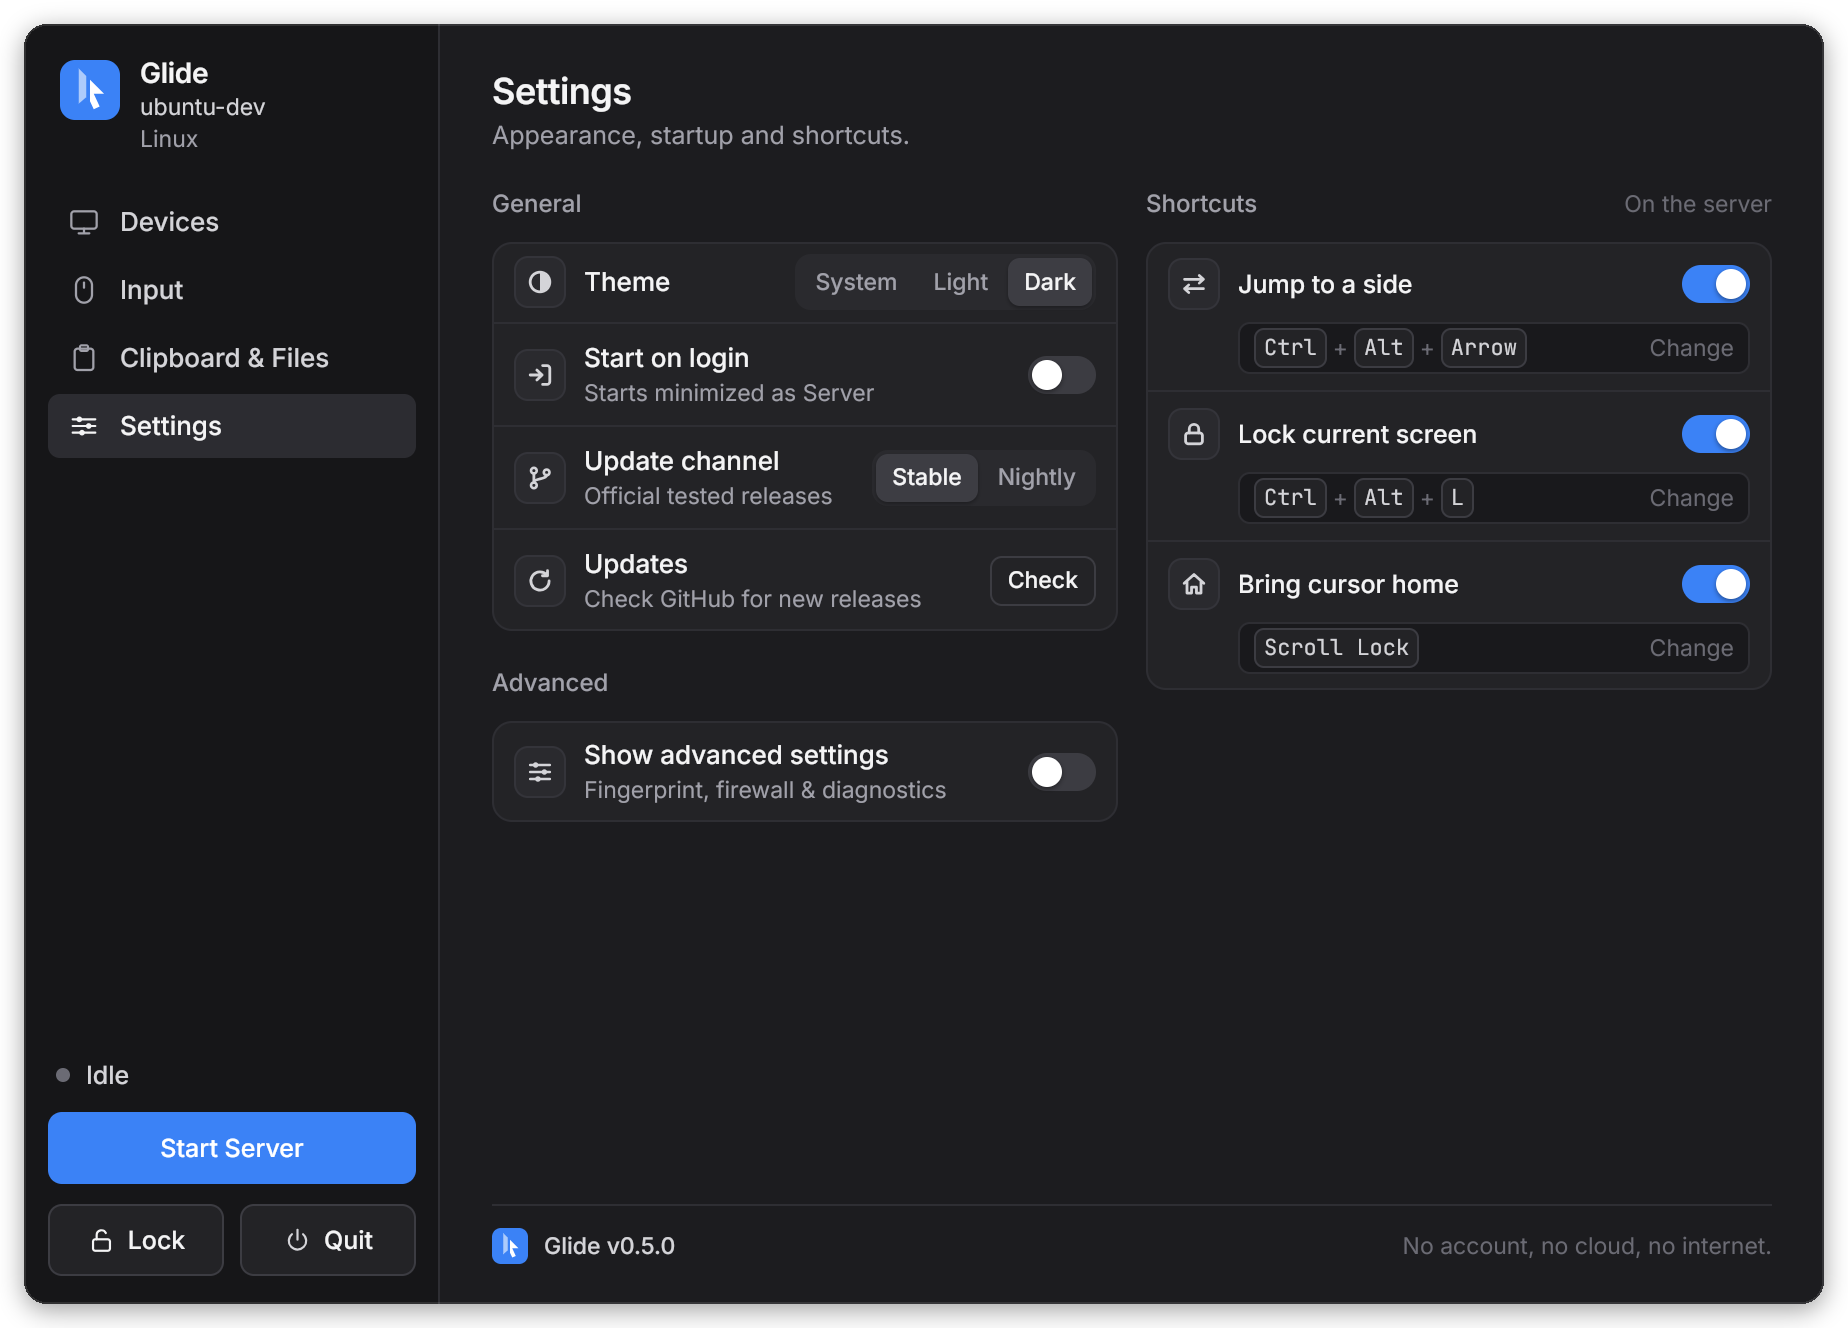 Glide
ubuntu-dev
Linux
Devices
Input
Clipboard & Files
Settings
Idle
Start Server
Lock
Quit
Settings
Appearance, startup and shortcuts.
General
Theme
System Light Dark
Start on login
Starts minimized as Server
Update channel
Official tested releases
Stable Nightly
Updates
Check GitHub for new releases
Check
Advanced
Show advanced settings
Fingerprint, firewall & diagnostics
Shortcuts
On the server
Jump to a side
Ctrl + Alt + Arrow
Change
Lock current screen
Ctrl + Alt + L
Change
Bring cursor home
Scroll Lock
Change
Glide v0.5.0
No account, no cloud, no internet.